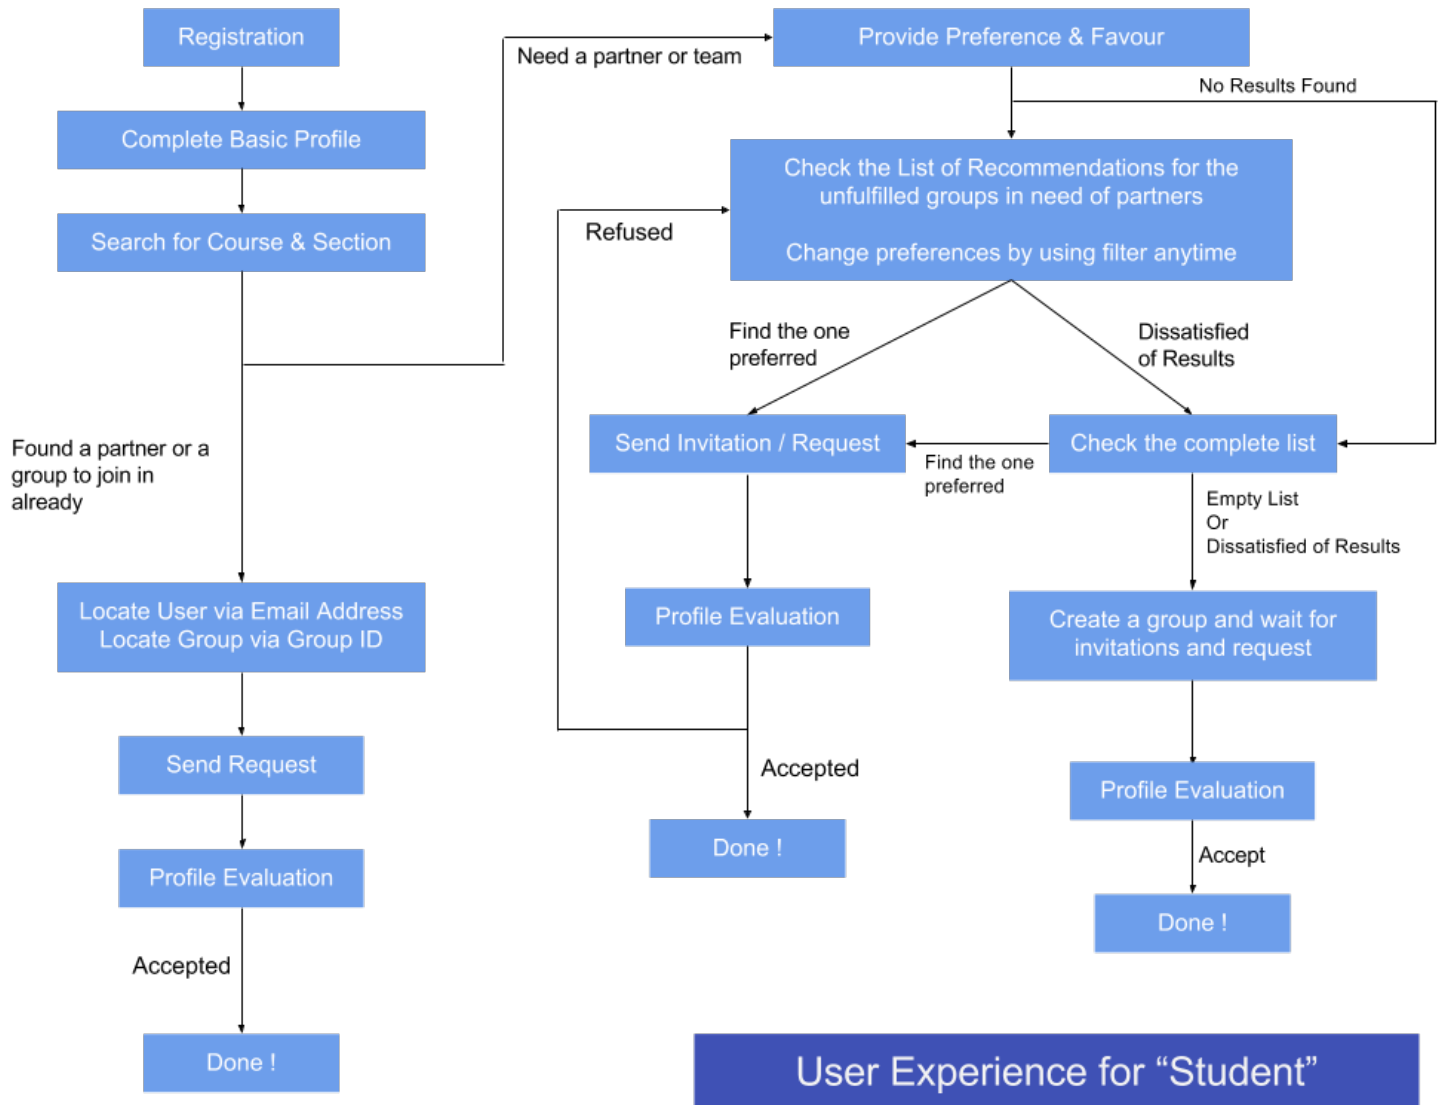 Registration
Complete Basic Profile
Search for Course & Section
Found a partner or a
group to join in
already
Locate User via Email Address
Locate Group via Group ID
Send Request
Profile Evaluation
Accepted
Done !
Need a partner or team
Provide Preference & Favour
No Results Found
Check the List of Recommendations for the
unfulfilled groups in need of partners
Change preferences by using filter anytime
Refused
Find the one
preferred
Dissatisfied
of Results
Send Invitation / Request
Find the one
preferred
Check the complete list
Empty List
Or
Dissatisfied of Results
Profile Evaluation
Accepted
Done !
Create a group and wait for
invitations and request
Profile Evaluation
Accept
Done !
User Experience for “Student”